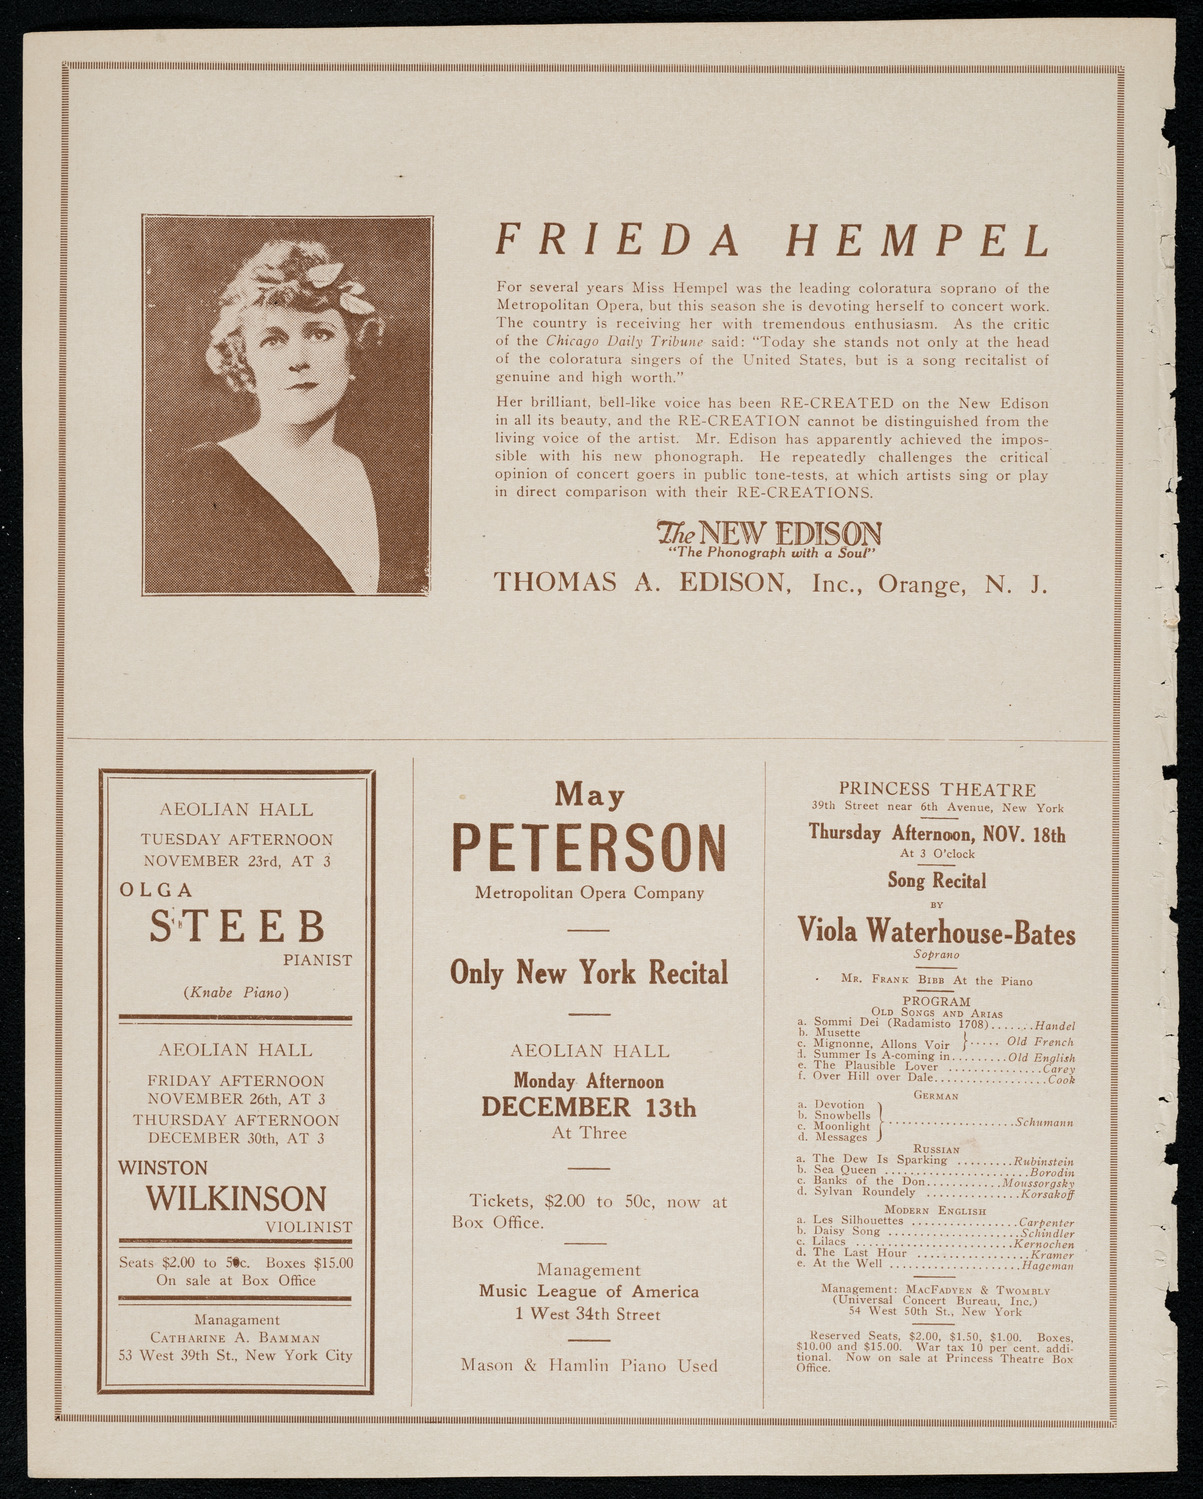 FRIEDA HEMPEL
For several years Miss Hempel was the leading coloratura soprano of the
Metropolitan Opera, but this season she is devoting herself to concert work.
The country is receiving her with tremendous enthusiasm. As the critic
of the Chicago Daily Tribune said: “Today she stands not only at the head
of the coloratura singers of the United States, but is a song recitalist of
genuine and high worth.”
Her brilliant, bell-like voice has been RE-CREATED on the New Edison
in all its beauty, and the RE-CREATION cannot be distinguished from the
living voice of the artist. Mr. Edison has apparently achieved the impos-
sible with his new phonograph. He repeatedly challenges the critical
opinion of concert goers in public tone-tests, at which artists sing or play
in direct comparison with their RE-CREATIONS.
The NEW EDISON
“The Phonograph with a Soul”
THOMAS A. EDISON, Inc., Orange, N. J.
AEOLIAN HALL
TUESDAY AFTERNOON
NOVEMBER 23rd, AT 3
OLGA
STEEB
PIANIST
(Knabe Piano)
AEOLIAN HALL
FRIDAY AFTERNOON
NOVEMBER 26th, AT 3
THURSDAY AFTERNOON
DECEMBER 30th, AT 3
WINSTON
WILKINSON
VIOLINIST
Seats $2.00 to 50c. Boxes $15.00
On sale at Box Office
Managament
CATHARINE A. BAMMAN
53 West 39th St., New York City
May
PETERSON
Metropolitan Opera Company
Only New York Recital
AEOLIAN HALL
Monday Afternoon
DECEMBER 13th
At Three
Tickets, $2.00 to 50c, now at
Box Office.
Management
Music League of America
1 West 34th Street
Mason & Hamlin Piano Used
PRINCESS THEATRE
39th Street near 6th Avenue, New York
Thursday Afternoon, NOV. 18th
At 3 O'clock
Song Recital
BY
Viola Waterhouse-Bates
Soprano
MR. FRANK BIBB At the Piano
PROGRAM
OLD SONGS AND ARIAS
a. Sommi Dei (Radamisto 1708).......Handel
b. Musette
c. Mignonne, Allons Voir }..... Old French
d. Summer Is A-coming in.........Old English
e. The Plausible Lover ..............Carey
f. Over Hill over Dale.................Cook
GERMAN
a. Devotion
b. Snowbells
c. Moonlight } ....................Schumann
d. Messages
RUSSIAN
a. The Dew Is Sparking .........Rubinstein
b. Sea Queen .......................Borodin
c. Banks of the Don............Moussorgsky
d. Sylvan Roundely ...............Korsakoff
MODERN ENGLISH
a. Les Silhouettes .................Carpenter
b. Daisy Song .....................Schindler
c. Lilacs .........................Kernochen
d. The Last Hour ..................Kramer
e. At the Well .....................Hageman
Management: MACFADYEN & TWOMBLY
(Universal Concert Bureau, Inc.)
54 West 50th St., New York
Reserved Seats, $2.00, $1.50, $1.00. Boxes,
$10.00 and $15.00. War tax 10 per cent. addi-
tional. Now on sale at Princess Theatre Box
Office.